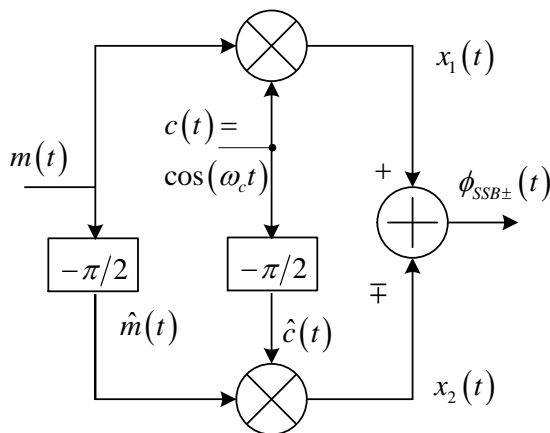 x₁(t)
c(t) =
cos(ω_c t)
m(t)
+
ϕ_SSB±(t)
−π/2
−π/2
∓
m̂(t)
ĉ(t)
x₂(t)